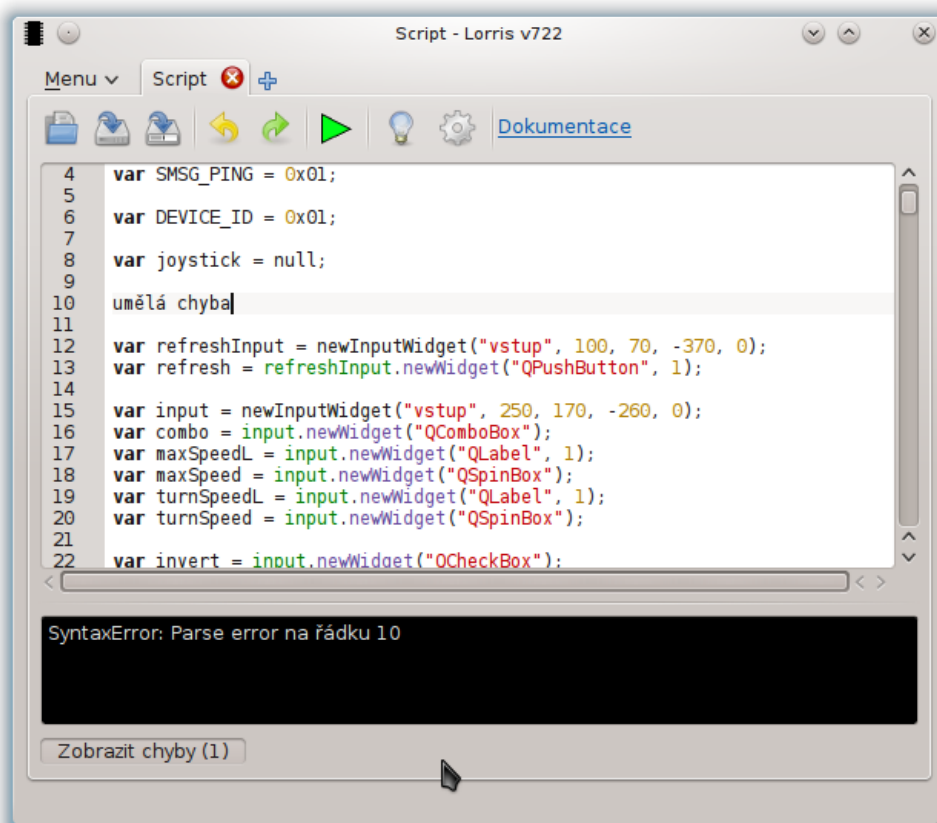 Script - Lorris v722
Menu
Script
Dokumentace
4 var SMSG_PING = 0x01;
5
6 var DEVICE_ID = 0x01;
7
8 var joystick = null;
9
10 umělá chyba
11
12 var refreshInput = newInputWidget("vstup", 100, 70, -370, 0);
13 var refresh = refreshInput.newWidget("QPushButton", 1);
14
15 var input = newInputWidget("vstup", 250, 170, -260, 0);
16 var combo = input.newWidget("QComboBox");
17 var maxSpeedL = input.newWidget("QLabel", 1);
18 var maxSpeed = input.newWidget("QSpinBox");
19 var turnSpeedL = input.newWidget("QLabel", 1);
20 var turnSpeed = input.newWidget("QSpinBox");
21
22 var invert = input.newWidget("QCheckBox");
SyntaxError: Parse error na řádku 10
Zobrazit chyby (1)